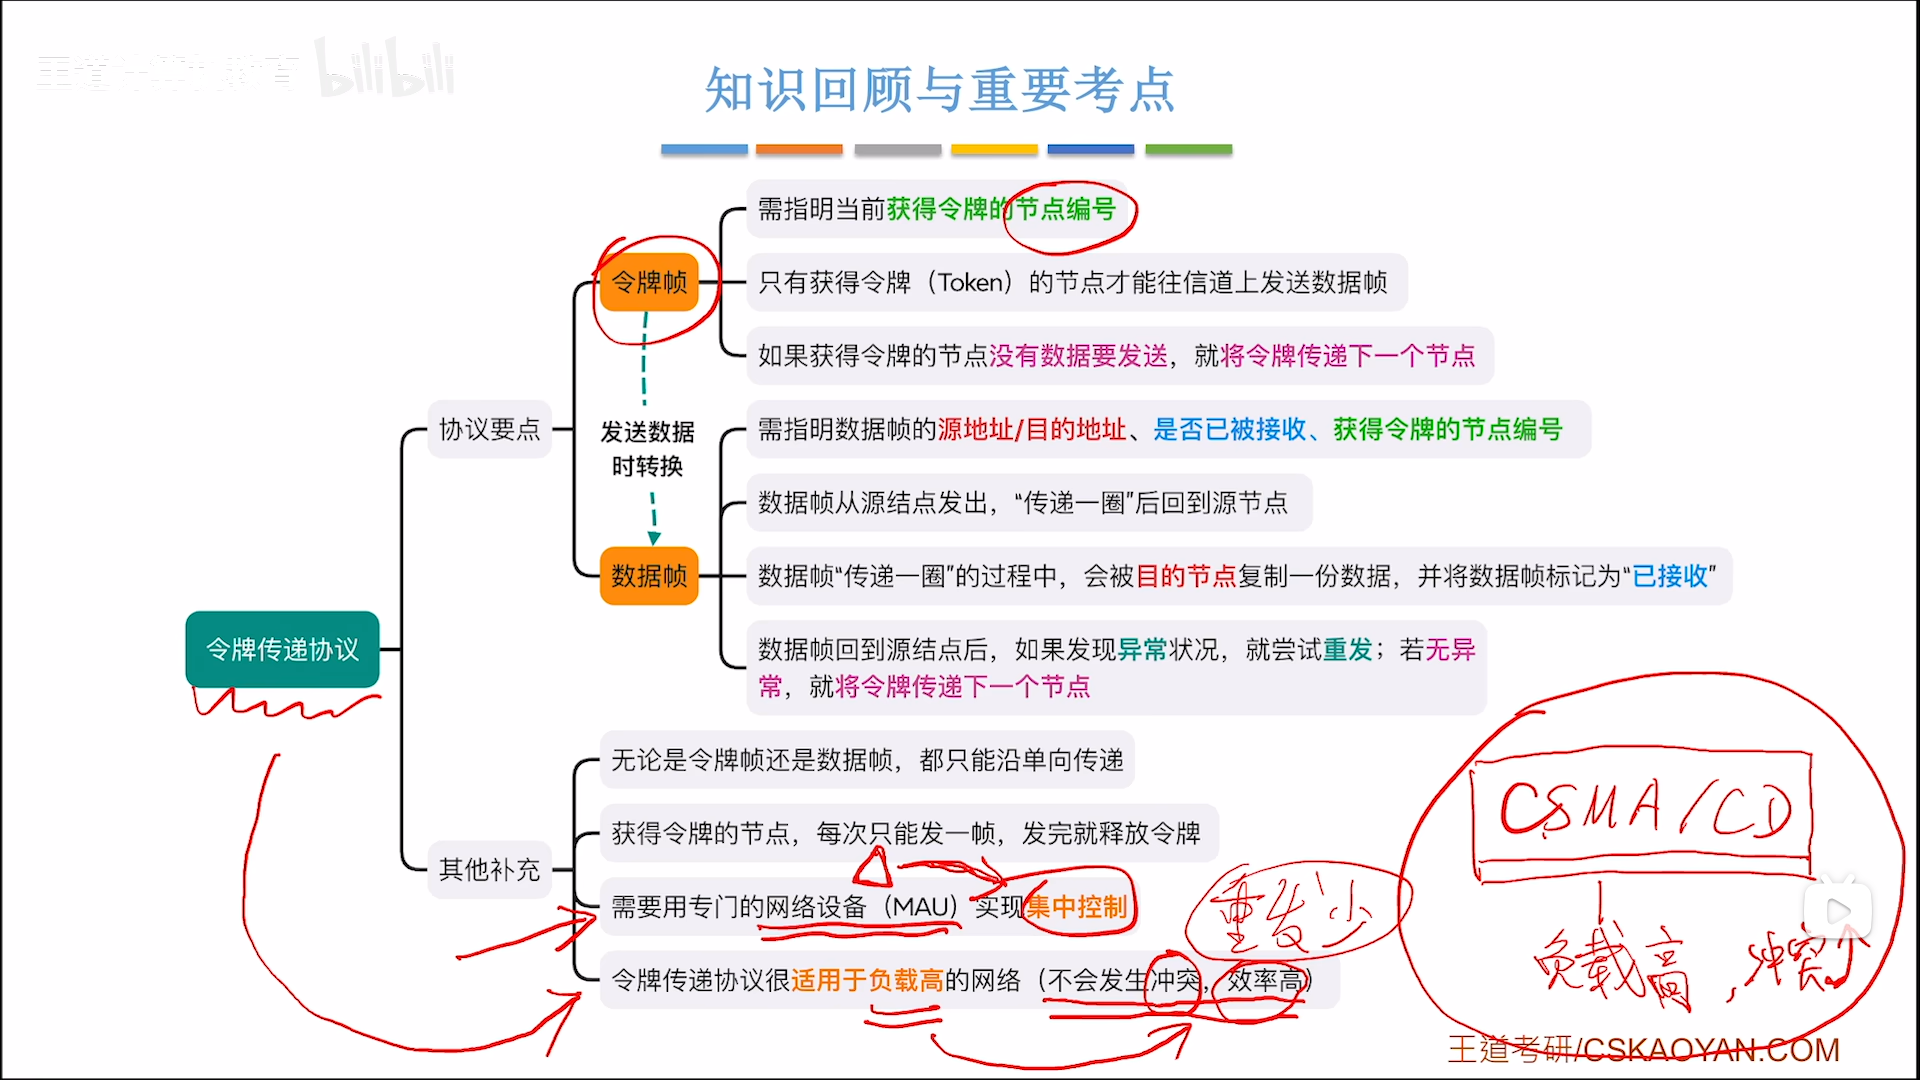 王道计算机教育 bilibili
知识回顾与重要考点
需指明当前获得令牌的节点编号
令牌帧
只有获得令牌（Token）的节点才能往信道上发送数据帧
如果获得令牌的节点没有数据要发送，就将令牌传递下一个节点
协议要点
发送数据
时转换
需指明数据帧的源地址/目的地址、是否已被接收、获得令牌的节点编号
数据帧从源结点发出，“传递一圈”后回到源节点
数据帧
数据帧“传递一圈”的过程中，会被目的节点复制一份数据，并将数据帧标记为“已接收”
令牌传递协议
数据帧回到源结点后，如果发现异常状况，就尝试重发；若无异
常，就将令牌传递下一个节点
无论是令牌帧还是数据帧，都只能沿单向传递
获得令牌的节点，每次只能发一帧，发完就释放令牌
其他补充
需要用专门的网络设备（MAU）实现集中控制
令牌传递协议很适用于负载高的网络（不会发生冲突，效率高）
重发少
CSMA/CD
负载高，冲突
王道考研/CSKAOYAN.COM